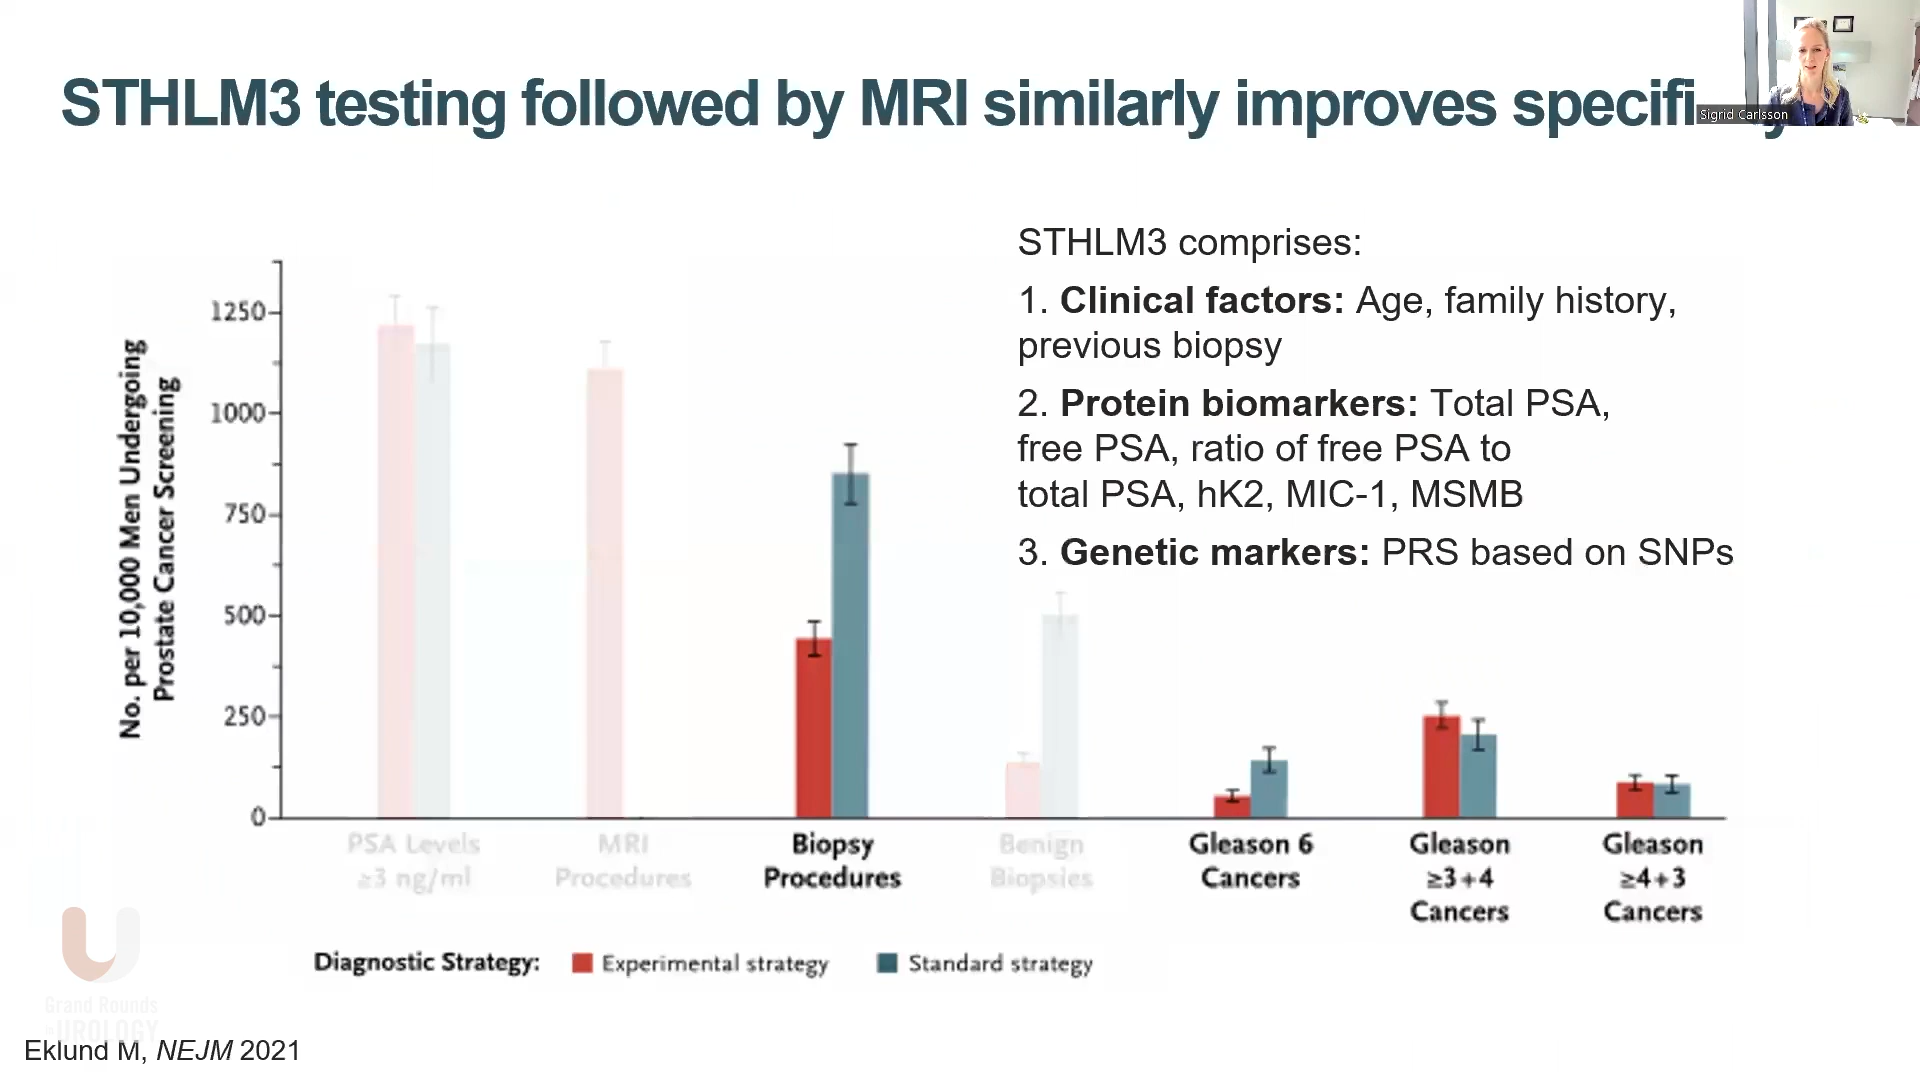 STHLM3 testing followed by MRI similarly improves specifi
Sigrid Carlsson
STHLM3 comprises:
1. Clinical factors: Age, family history,
previous biopsy
2. Protein biomarkers: Total PSA,
free PSA, ratio of free PSA to
total PSA, hK2, MIC-1, MSMB
3. Genetic markers: PRS based on SNPs
No. per 10,000 Men Undergoing
Prostate Cancer Screening
1250
1000
750
500
250
0
PSA Levels
≥3 ng/ml
MRI
Procedures
Biopsy
Procedures
Benign
Biopsies
Gleason 6
Cancers
Gleason
≥3+4
Cancers
Gleason
≥4+3
Cancers
Diagnostic Strategy:
Experimental strategy
Standard strategy
Grand Rounds
in UROLOGY
Eklund M, NEJM 2021